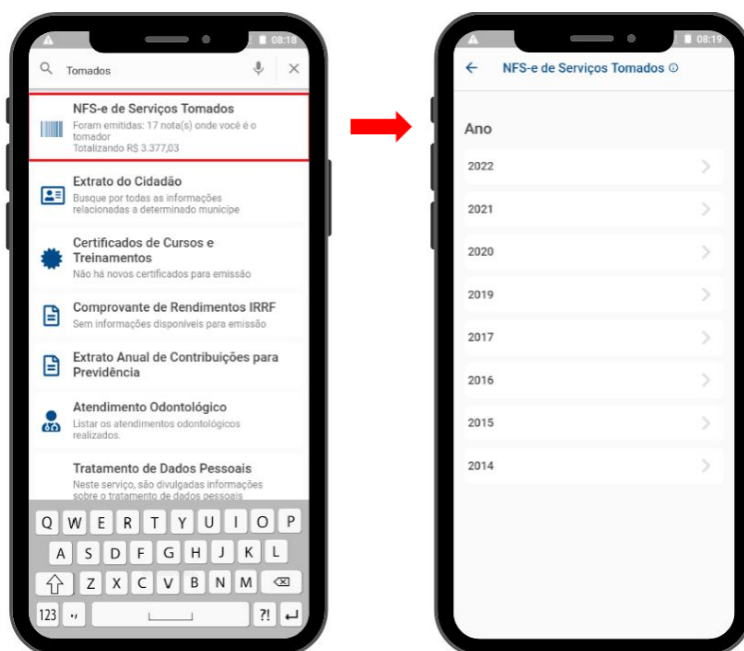 08:18
Tomados
NFS-e de Serviços Tomados
Foram emitidas: 17 nota(s) onde você é o
tomador
Totalizando R$ 3.377,03
Extrato do Cidadão
Busque por todas as informações
relacionadas a determinado munícipe
Certificados de Cursos e
Treinamentos
Não há novos certificados para emissão
Comprovante de Rendimentos IRRF
Sem informações disponíveis para emissão
Extrato Anual de Contribuições para
Previdência
Atendimento Odontológico
Listar os atendimentos odontológicos
realizados.
Tratamento de Dados Pessoais
Neste serviço, são divulgadas informações
sobre o tratamento de dados pessoais
Q W E R T Y U I O P
A S D F G H J K L
Z X C V B N M
123 ., ?!
08:19
NFS-e de Serviços Tomados
Ano
2022
2021
2020
2019
2017
2016
2015
2014